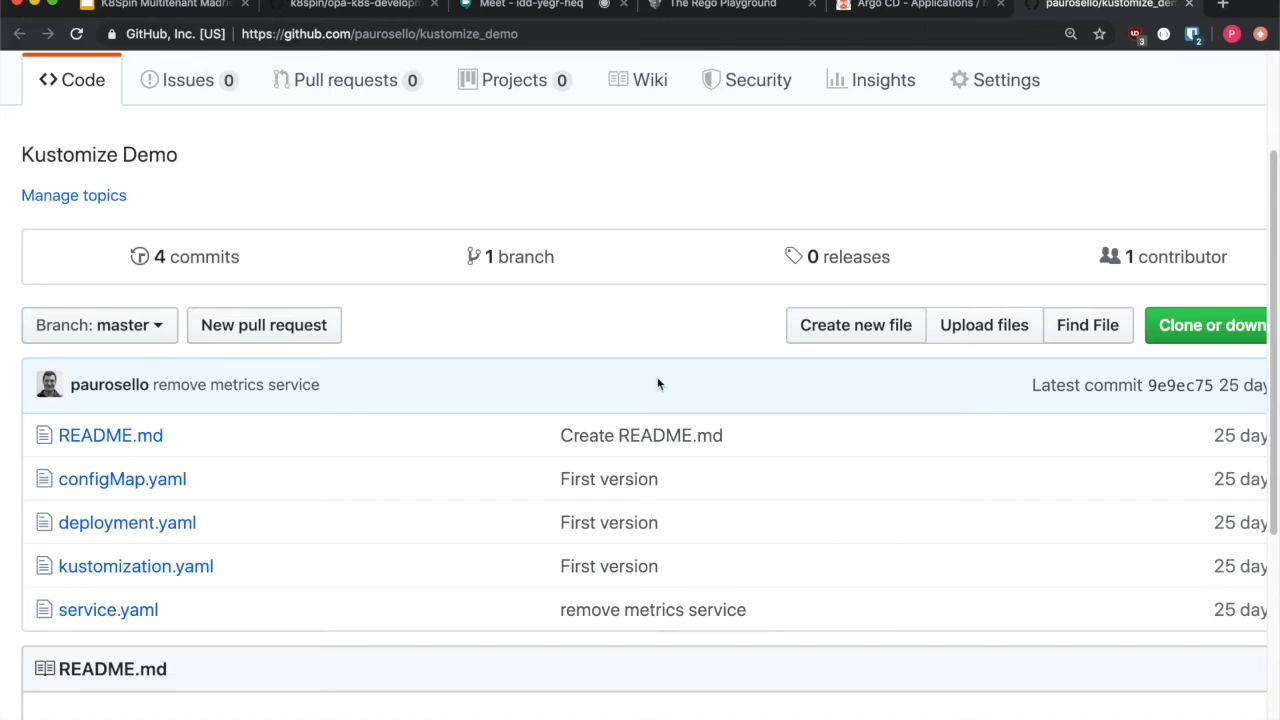 K8Spin Multitenant Madri
k8spin/opa-k8s-developm
Meet - idd-yegr-neq
The Rego Playground
Argo CD - Applications /
paurosello/kustomize_dem
GitHub, Inc. [US] | https://github.com/paurosello/kustomize_demo
3
2
P
Code
Issues 0
Pull requests 0
Projects 0
Wiki
Security
Insights
Settings
Kustomize Demo
Manage topics
4 commits
1 branch
0 releases
1 contributor
Branch: master
New pull request
Create new file
Upload files
Find File
Clone or down
paurosello remove metrics service
Latest commit 9e9ec75 25 day
README.md
Create README.md
25 day
configMap.yaml
First version
25 day
deployment.yaml
First version
25 day
kustomization.yaml
First version
25 day
service.yaml
remove metrics service
25 day
README.md